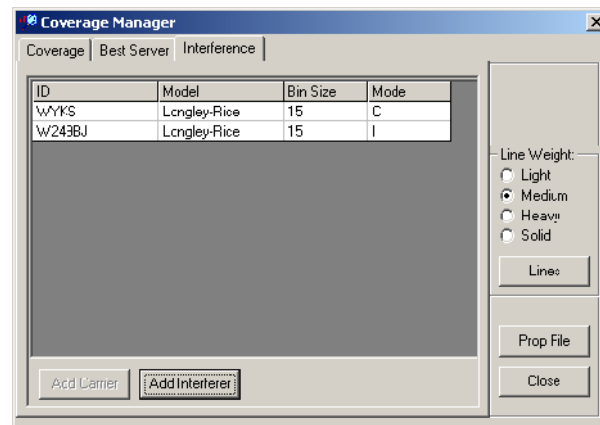 Coverage Manager
Coverage Best Server Interference
ID Model Bin Size Mode
WYKS Longley-Rice 15 C
W243BJ Longley-Rice 15 I
Line Weight:
Light
Medium
Heavy
Solid
Lines
Prop File
Close
Add Carrier Add Interferer